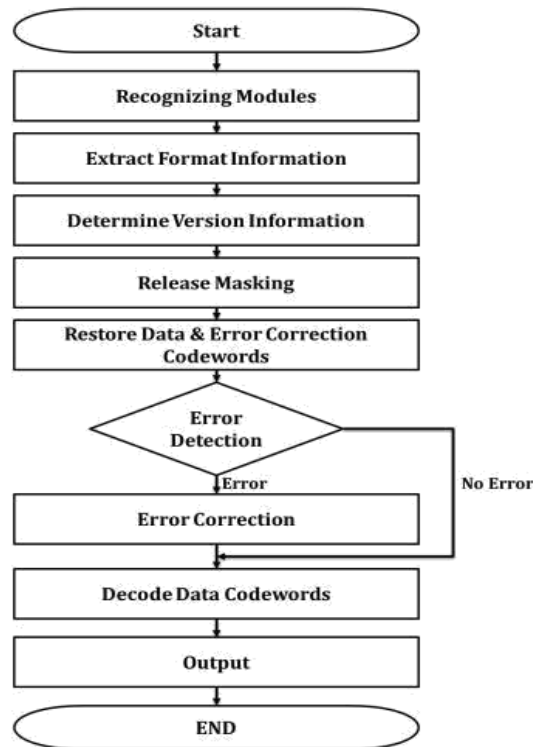 Start
Recognizing Modules
Extract Format Information
Determine Version Information
Release Masking
Restore Data & Error Correction
Codewords
Error
Detection
Error
No Error
Error Correction
Decode Data Codewords
Output
END